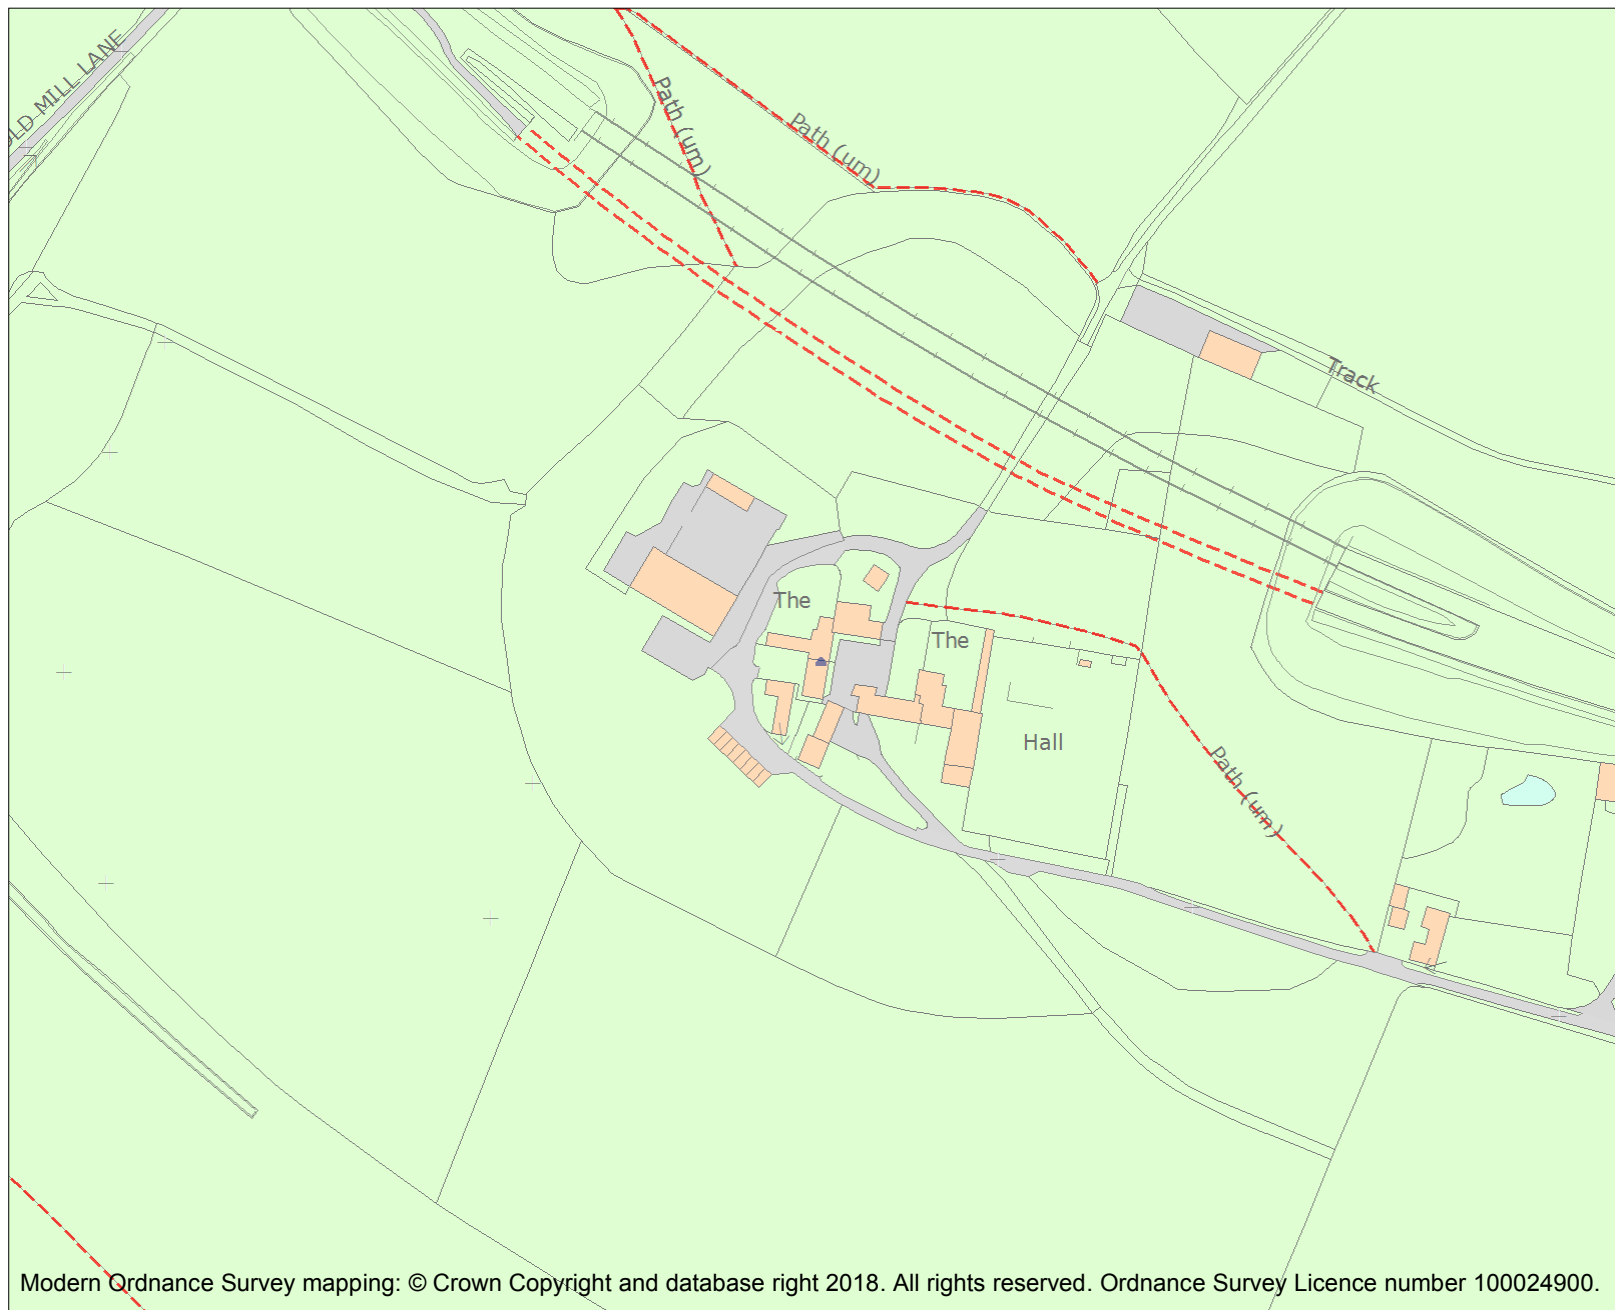 OLD MILL LANE
Path (um)
Path (um)
Track
The
The
Hall
Path (um)
Modern Ordnance Survey mapping: © Crown Copyright and database right 2018. All rights reserved. Ordnance Survey Licence number 100024900.